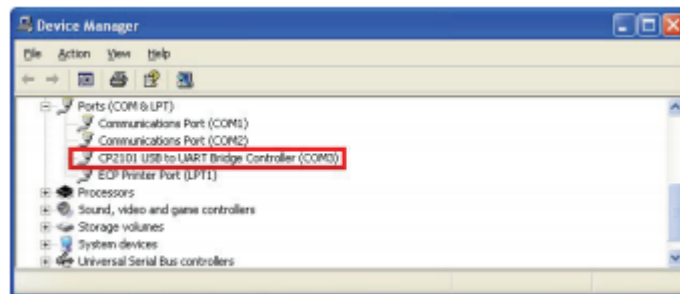 Device Manager
File Action View Help
Ports (COM & LPT)
Communications Port (COM1)
Communications Port (COM2)
CP2101 USB to UART Bridge Controller (COM3)
ECP Printer Port (LPT1)
Processors
Sound, video and game controllers
Storage volumes
System devices
Universal Serial Bus controllers